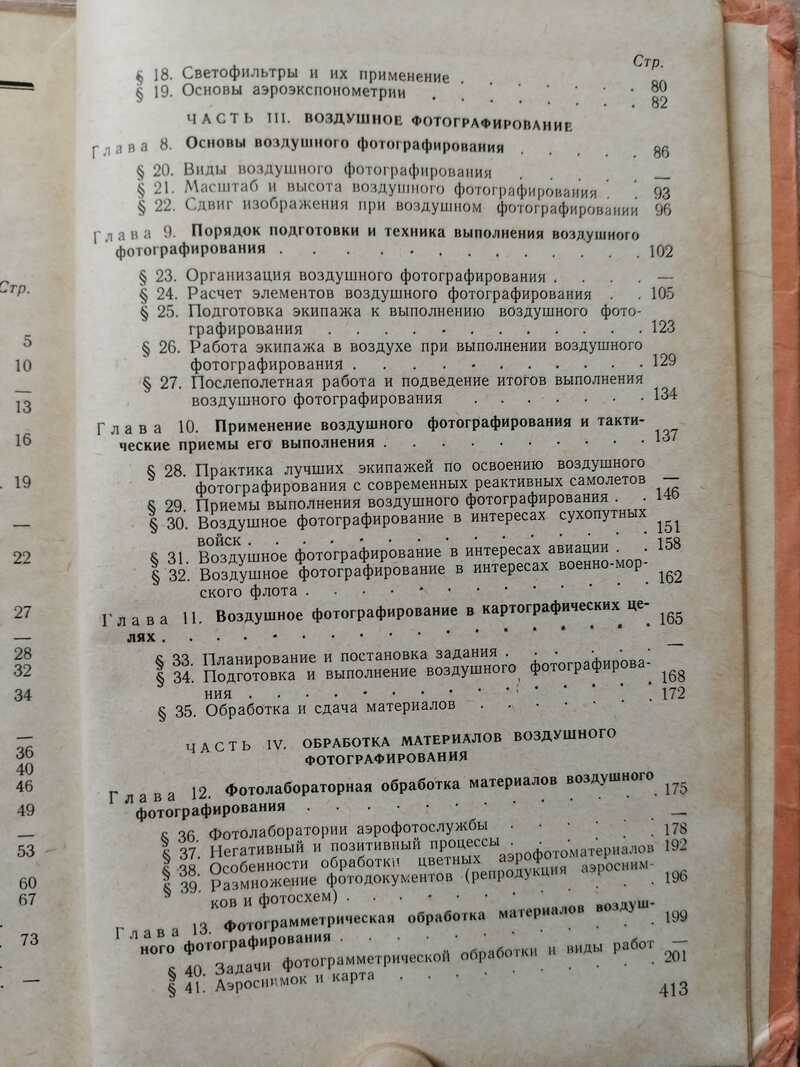 Стр.
5
10
—
13
16
19
—
22
27
—
28
32
34
—
36
40
46
49
—
53
60
67
73
—
Стр.
§ 18. Светофильтры и их применение . . . . . . . 80
§ 19. Основы аэроэкспонометрии . . . . . . . . 82
ЧАСТЬ III. ВОЗДУШНОЕ ФОТОГРАФИРОВАНИЕ
Глава 8. Основы воздушного фотографирования . . . . . 86
§ 20. Виды воздушного фотографирования . . . . . —
§ 21. Масштаб и высота воздушного фотографирования . . 93
§ 22. Сдвиг изображения при воздушном фотографировании 96
Глава 9. Порядок подготовки и техника выполнения воздушного
фотографирования . . . . . . . . . . . . . 102
§ 23. Организация воздушного фотографирования . . . . —
§ 24. Расчет элементов воздушного фотографирования . . 105
§ 25. Подготовка экипажа к выполнению воздушного фото-
графирования . . . . . . . . . . . . 123
§ 26. Работа экипажа в воздухе при выполнении воздушного
фотографирования . . . . . . . . . . . 129
§ 27. Послеполетная работа и подведение итогов выполнения
воздушного фотографирования . . . . . . . 134
Глава 10. Применение воздушного фотографирования и такти-
ческие приемы его выполнения . . . . . . . . . . 137
§ 28. Практика лучших экипажей по освоению воздушного
фотографирования с современных реактивных самолетов —
§ 29. Приемы выполнения воздушного фотографирования . . 146
§ 30. Воздушное фотографирование в интересах сухопутных
войск . . . . . . . . . . . . . . 151
§ 31. Воздушное фотографирование в интересах авиации . . 158
§ 32. Воздушное фотографирование в интересах военно-мор-
ского флота . . . . . . . . . . . . 162
Глава 11. Воздушное фотографирование в картографических це-
лях . . . . . . . . . . . . . . . . . . 165
§ 33. Планирование и постановка задания . . . . . . —
§ 34. Подготовка и выполнение воздушного фотографирова-
ния . . . . . . . . . . . . . . . 168
§ 35. Обработка и сдача материалов . . . . . . . 172
ЧАСТЬ IV. ОБРАБОТКА МАТЕРИАЛОВ ВОЗДУШНОГО
ФОТОГРАФИРОВАНИЯ
Глава 12. Фотолабораторная обработка материалов воздушного
фотографирования . . . . . . . . . . . . 175
§ 36. Фотолаборатории аэрофотослужбы . . . . . . —
§ 37. Негативный и позитивный процессы . . . . . . 178
§ 38. Особенности обработки цветных аэрофотоматериалов 192
§ 39. Размножение фотодокументов (репродукция аэросним-
ков и фотосхем) . . . . . . . . . . . 196
Глава 13. Фотограмметрическая обработка материалов воздуш-
ного фотографирования . . . . . . . . . . . 199
§ 40. Задачи фотограмметрической обработки и виды работ —
§ 41. Аэроснимок и карта . . . . . . . . . 201
413